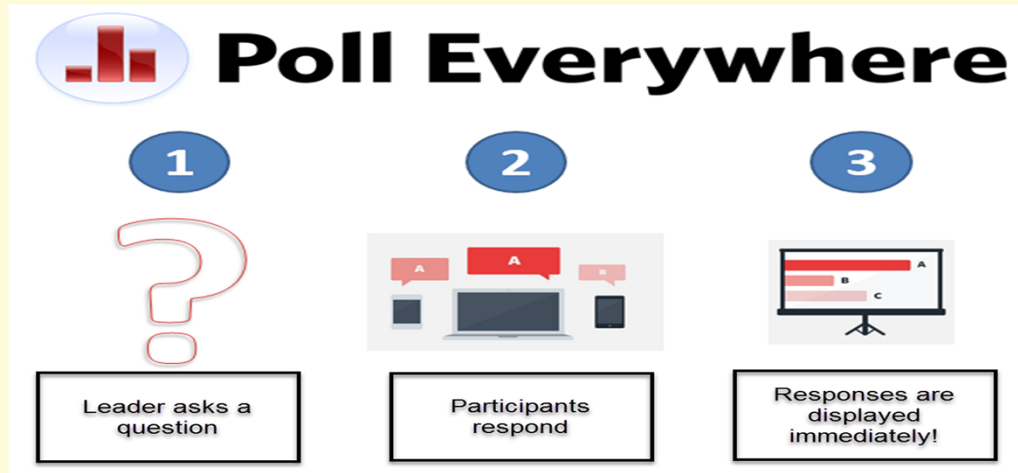 Poll Everywhere
1
2
3
?
A
A
B
A
B
C
Leader asks a
question
Participants
respond
Responses are
displayed
immediately!